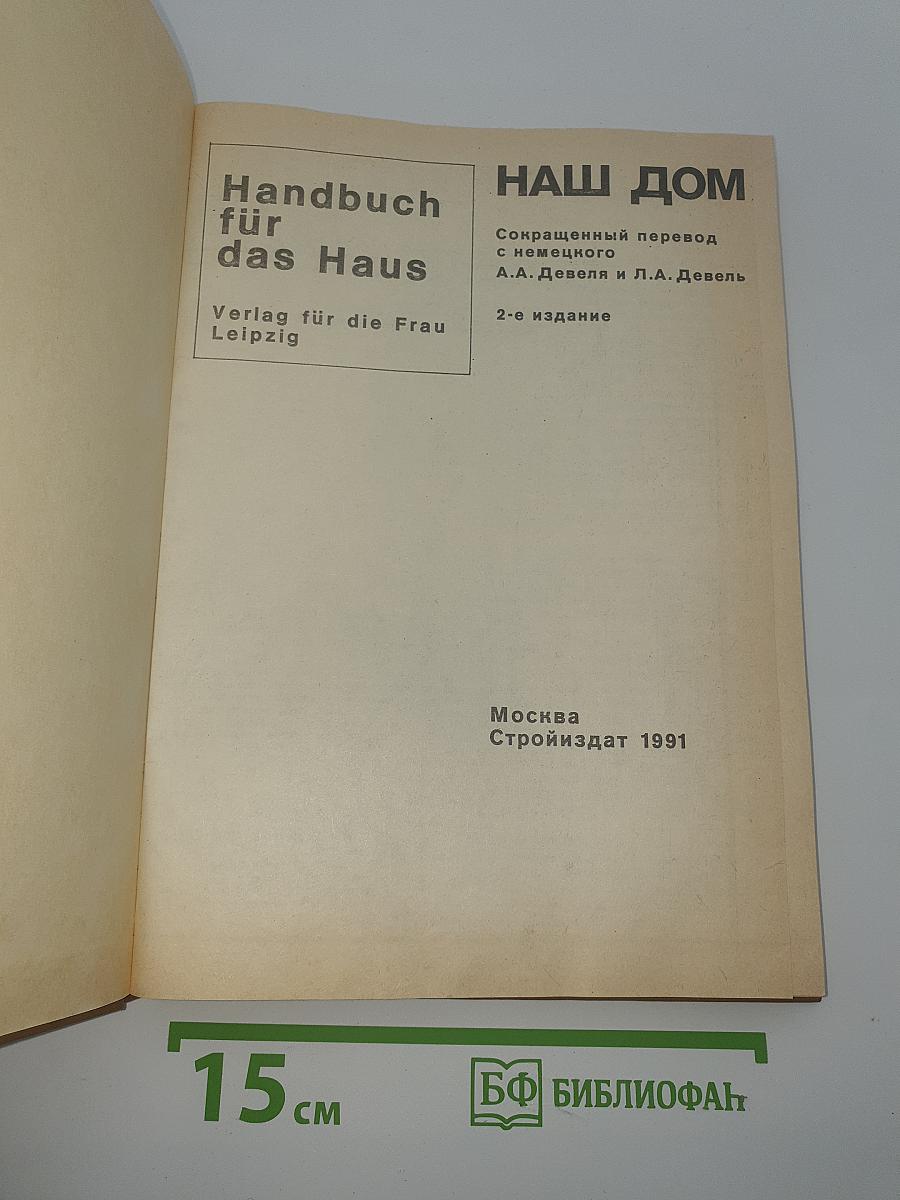 Handbuch
für
das Haus
Verlag für die Frau
Leipzig
НАШ ДОМ
Сокращенный перевод
с немецкого
А.А. Девеля и Л.А. Девель
2-е издание
Москва
Стройиздат 1991
15 см
БФ БИБЛИОФАН